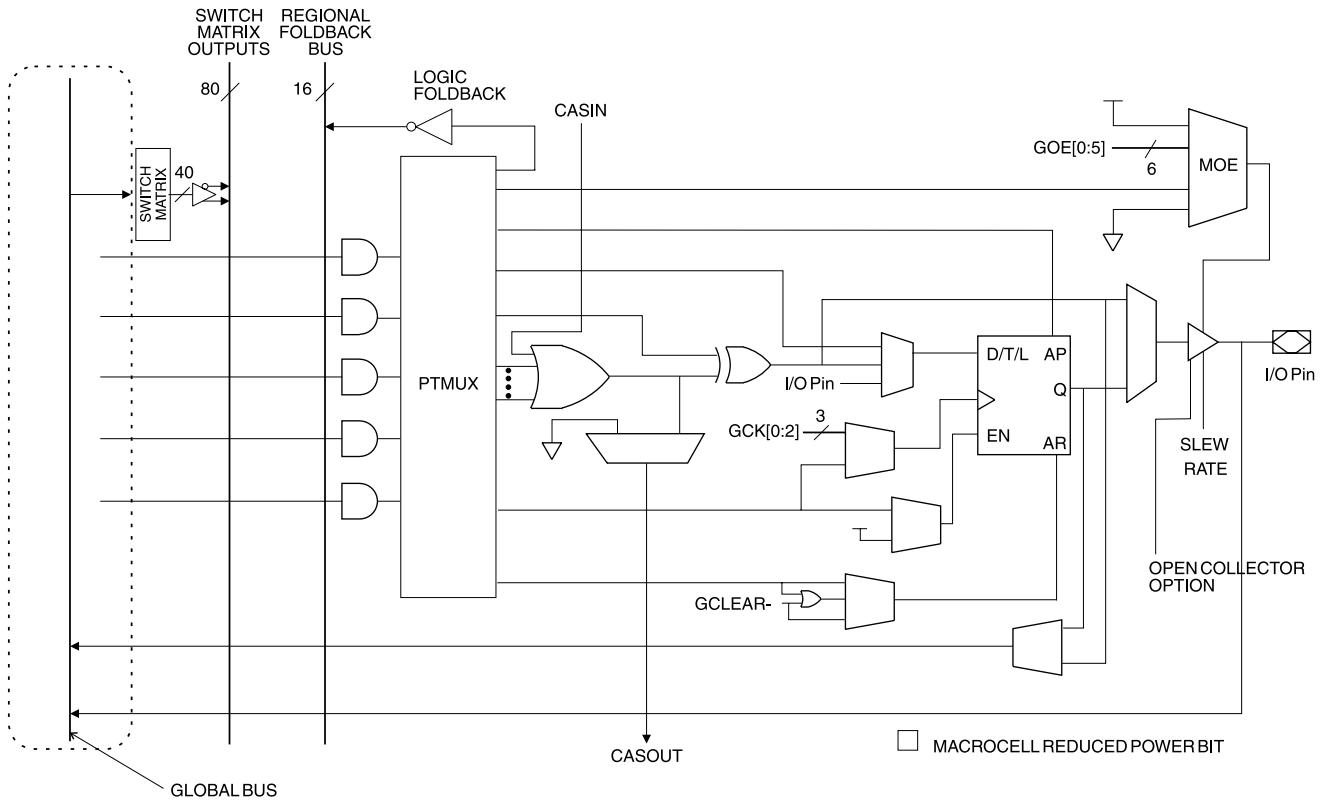 SWITCH
MATRIX
OUTPUTS
REGIONAL
FOLDBACK
BUS
80
16
LOGIC
FOLDBACK
CASIN
GOE[0:5]
6
MOE
SWITCH
MATRIX
40
PTMUX
I/O Pin
D/T/L
AP
Q
EN
AR
I/O Pin
GCK[0:2]
3
SLEW
RATE
OPEN COLLECTOR
OPTION
GCLEAR-
CASOUT
MACROCELL REDUCED POWER BIT
GLOBAL BUS